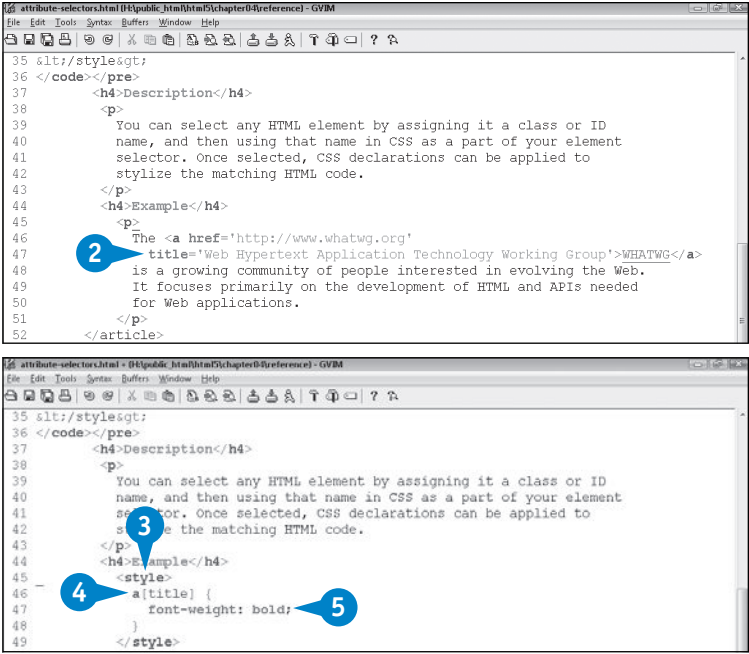 attribute-selectors.html (H:\public_html\html5\chapter04\reference) - GVIM
File Edit Tools Syntax Buffers Window Help
35 &lt;/style&gt;
36 </code></pre>
37 <h4>Description</h4>
38 <p>
39 You can select any HTML element by assigning it a class or ID
40 name, and then using that name in CSS as a part of your element
41 selector. Once selected, CSS declarations can be applied to
42 stylize the matching HTML code.
43 </p>
44 <h4>Example</h4>
45 <p>
46 The <a href='http://www.whatwg.org'
2
47 title='Web Hypertext Application Technology Working Group'>WHATWG</a>
48 is a growing community of people interested in evolving the Web.
49 It focuses primarily on the development of HTML and APIs needed
50 for Web applications.
51 </p>
52 </article>
attribute-selectors.html + (H:\public_html\html5\chapter04\reference) - GVIM
File Edit Tools Syntax Buffers Window Help
35 &lt;/style&gt;
36 </code></pre>
37 <h4>Description</h4>
38 <p>
39 You can select any HTML element by assigning it a class or ID
40 name, and then using that name in CSS as a part of your element
41 se tor. Once selected, CSS declarations can be applied to
3
42 st e the matching HTML code.
43 </p>
44 <h4>Example</h4>
45 <style>
4
46 a[title] {
47 font-weight: bold;
5
48 }
49 </style>